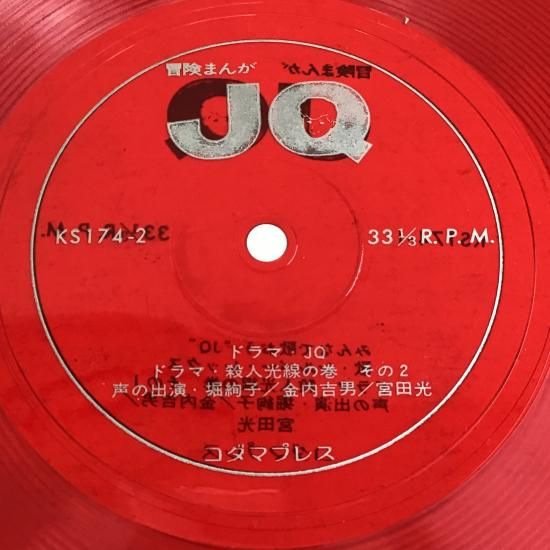 冒険まんが
JQ
KS174-2
33⅓R.P.M.
ドラマ・JQ
ドラマ・殺人光線の巻 その2
声の出演・堀絢子/金内吉男/宮田光
コダマプレス